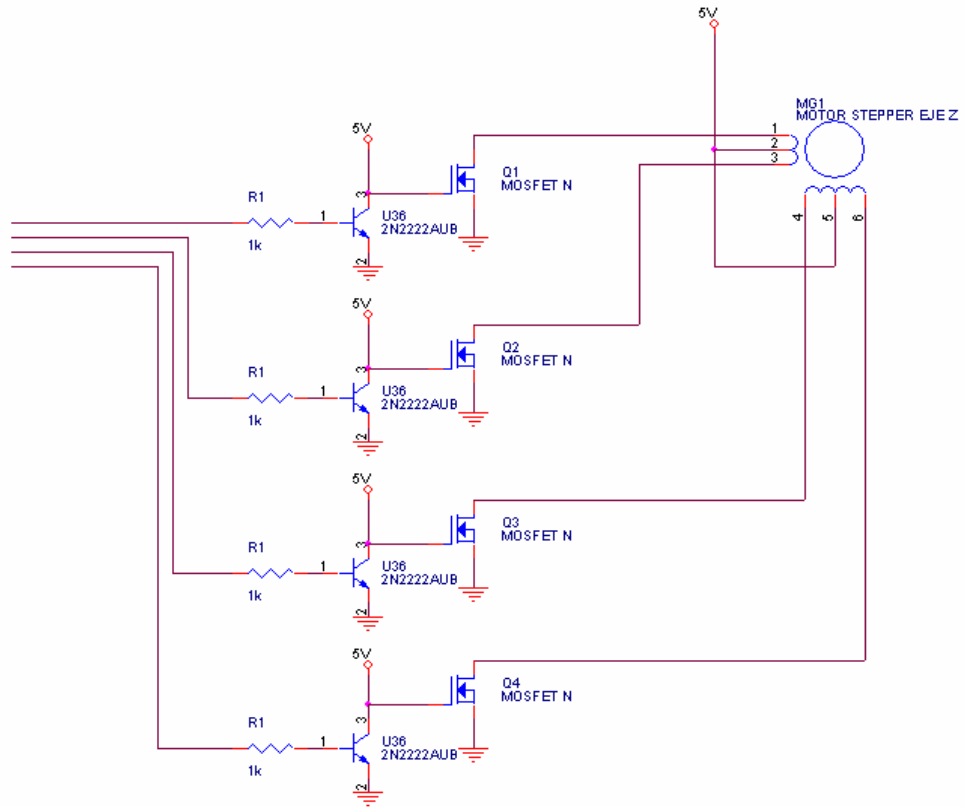 5V
MG1
MOTOR STEPPER EJE Z
1
2
3
4
5
6
5V
R1
1k
1
3
2
U36
2N2222AUB
Q1
MOSFET N
5V
R1
1k
1
3
2
U36
2N2222AUB
Q2
MOSFET N
5V
R1
1k
1
3
2
U36
2N2222AUB
Q3
MOSFET N
5V
R1
1k
1
3
2
U36
2N2222AUB
Q4
MOSFET N